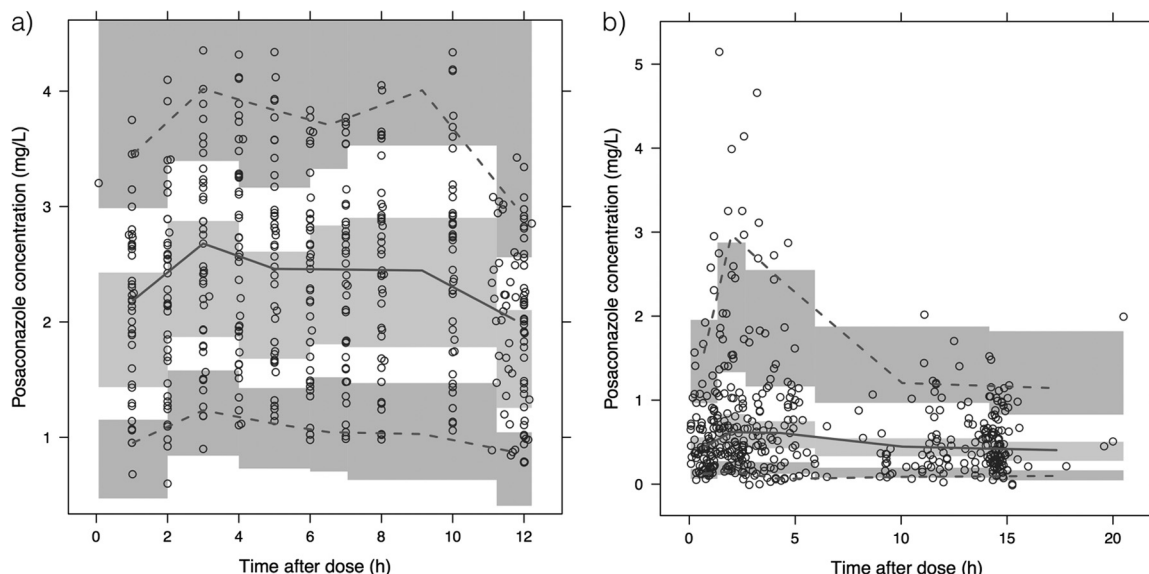 a)
Posaconazole concentration (mg/L)
4
3
2
1
0 2 4 6 8 10 12
Time after dose (h)
b)
Posaconazole concentration (mg/L)
5
4
3
2
1
0
0 5 10 15 20
Time after dose (h)